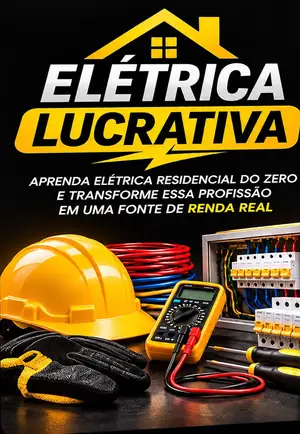 ELÉTRICA
LUCRATIVA
APRENDA ELÉTRICA RESIDENCIAL DO ZERO
E TRANSFORME ESSA PROFISSÃO
EM UMA FONTE DE RENDA REAL